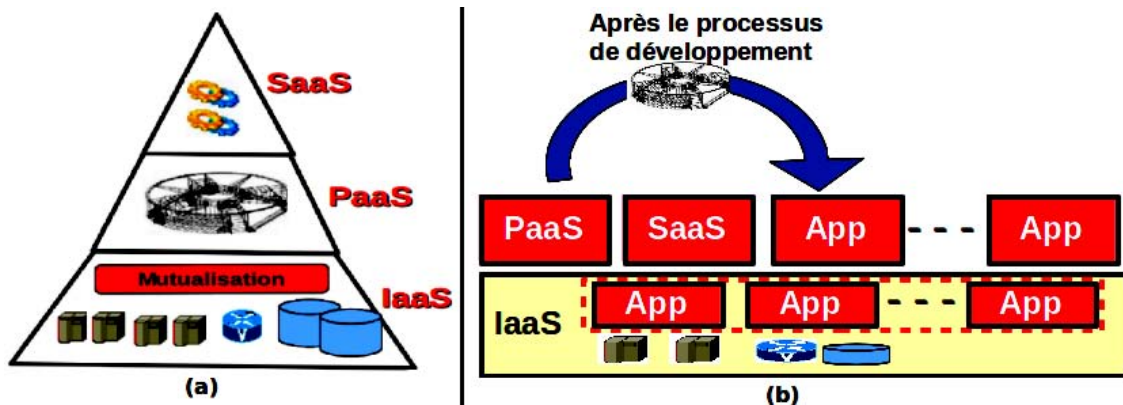 SaaS
PaaS
Mutualisation
IaaS
(a)
Après le processus
de développement
PaaS SaaS App - - - App
IaaS
App App - - - App
(b)